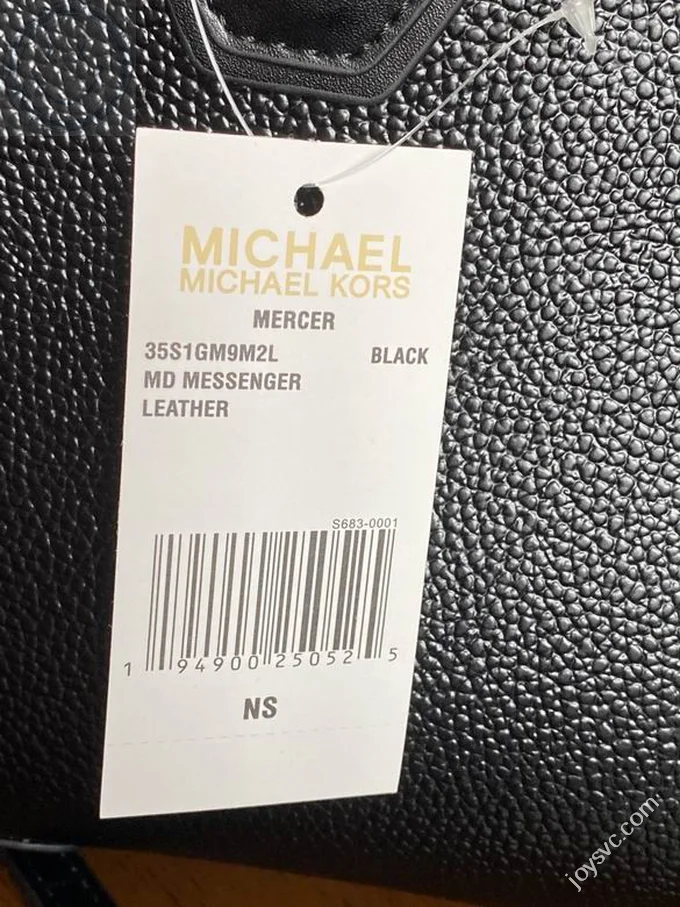 MICHAEL
MICHAEL KORS
MERCER
35S1GM9M2L BLACK
MD MESSENGER
LEATHER
S683-0001
1 94900 25052 5
NS
joysvc.com